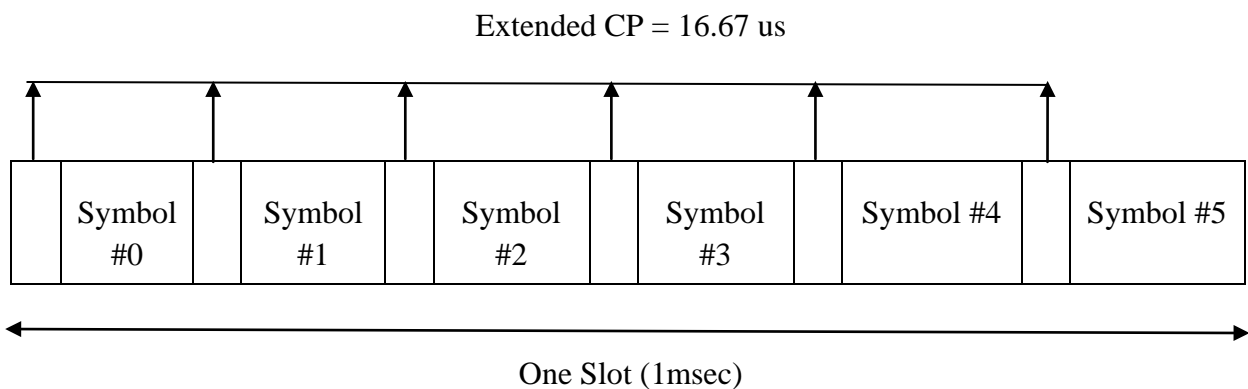 Extended CP = 16.67 us
Symbol
#0
Symbol
#1
Symbol
#2
Symbol
#3
Symbol #4
Symbol #5
One Slot (1msec)